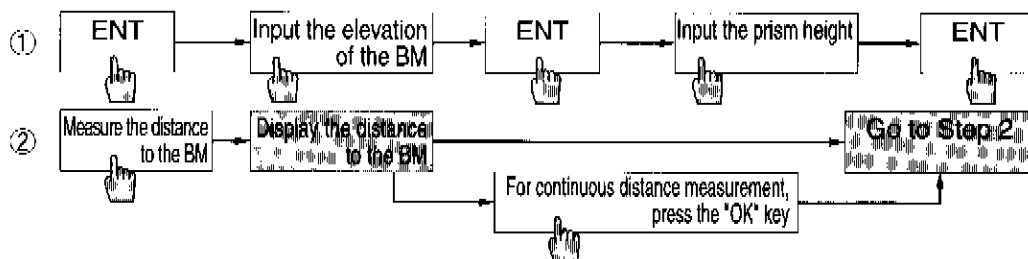 ① ENT Input the elevation ENT Input the prism height ENT
of the BM
② Measure the distance Display the distance Go to Step 2
to the BM to the BM
For continuous distance measurement,
press the "OK" key